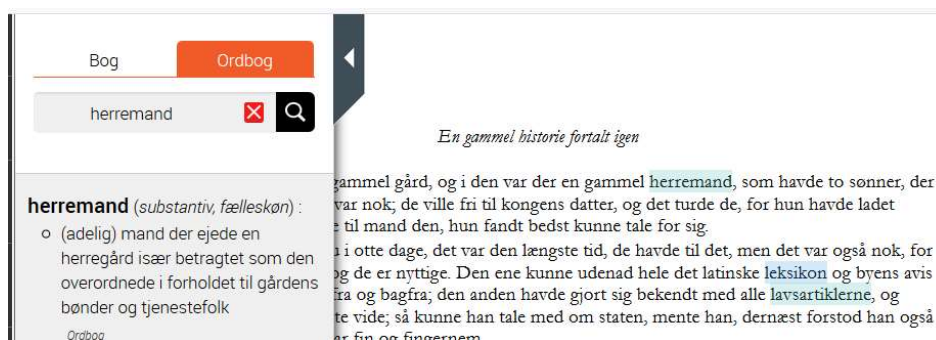 Bog
Ordbog
herremand
herremand (substantiv, fælleskøn) :
(adelig) mand der ejede en
herregård især betragtet som den
overordnede i forholdet til gårdens
bønder og tjenestefolk
Ordbog
En gammel historie fortalt igen
gammel gård, og i den var der en gammel herremand, som havde to sønner, der
var nok; de ville fri til kongens datter, og det turde de, for hun havde ladet
til mand den, hun fandt bedst kunne tale for sig.
i otte dage, det var den længste tid, de havde til det, men det var også nok, for
og de er nyttige. Den ene kunne udenad hele det latinske leksikon og byens avis
fra og bagfra; den anden havde gjort sig bekendt med alle lavsartiklerne, og
vide; så kunne han tale med om staten, mente han, dernæst forstod han også
fin og fingernem